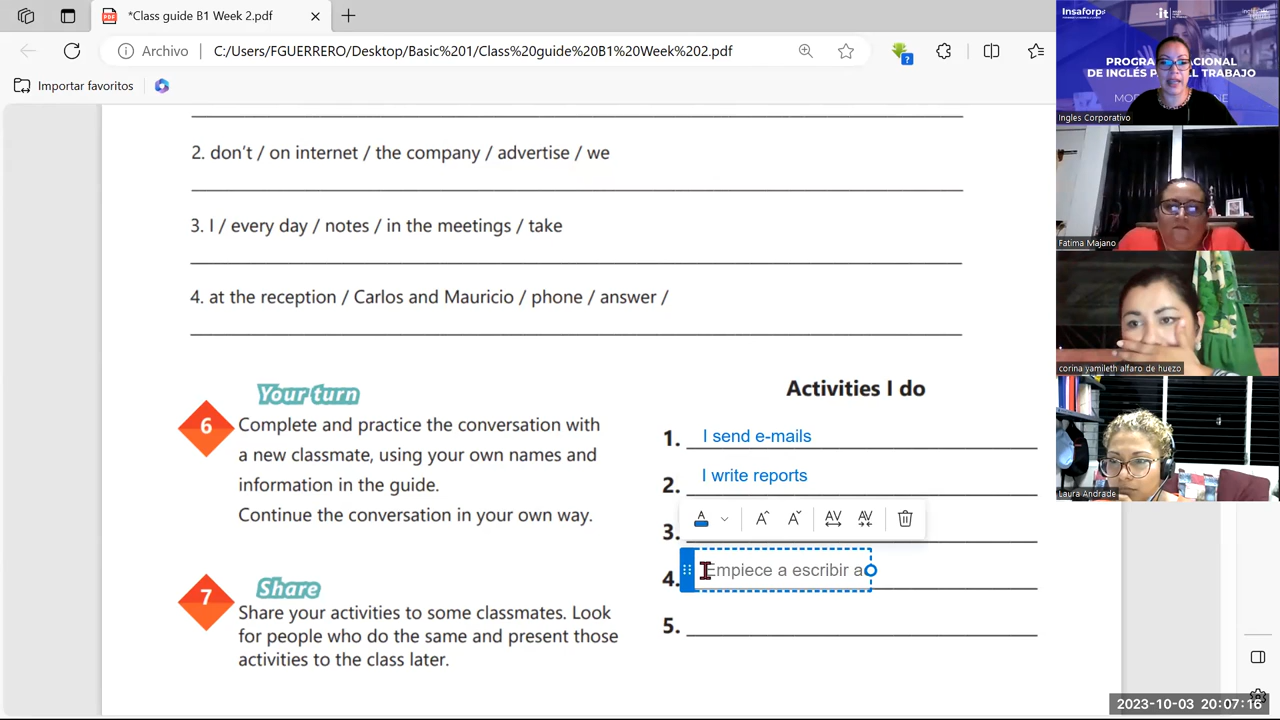 *Class guide B1 Week 2.pdf
Archivo
C:/Users/FGUERRERO/Desktop/Basic%201/Class%20guide%20B1%20Week%202.pdf
Importar favoritos
2. don't / on internet / the company / advertise / we
3. I / every day / notes / in the meetings / take
4. at the reception / Carlos and Mauricio / phone / answer /
Your turn
6
Complete and practice the conversation with
a new classmate, using your own names and
information in the guide.
Continue the conversation in your own way.
7
Share
Share your activities to some classmates. Look
for people who do the same and present those
activities to the class later.
Activities I do
1. I send e-mails
2. I write reports
3.
4. Empiece a escribir a
5.
Insaforp
Ingles Corporativo
Fatima Majano
corina yamileth alfaro de huezo
Laura Andrade
2023-10-03 20:07:16